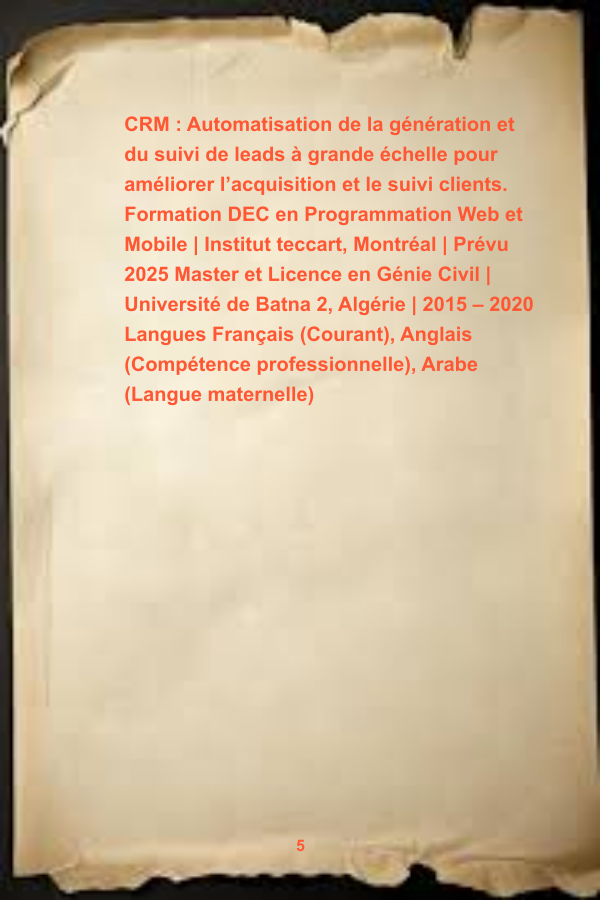 CRM : Automatisation de la génération et
du suivi de leads à grande échelle pour
améliorer l’acquisition et le suivi clients.
Formation DEC en Programmation Web et
Mobile | Institut teccart, Montréal | Prévu
2025 Master et Licence en Génie Civil |
Université de Batna 2, Algérie | 2015 – 2020
Langues Français (Courant), Anglais
(Compétence professionnelle), Arabe
(Langue maternelle)
5